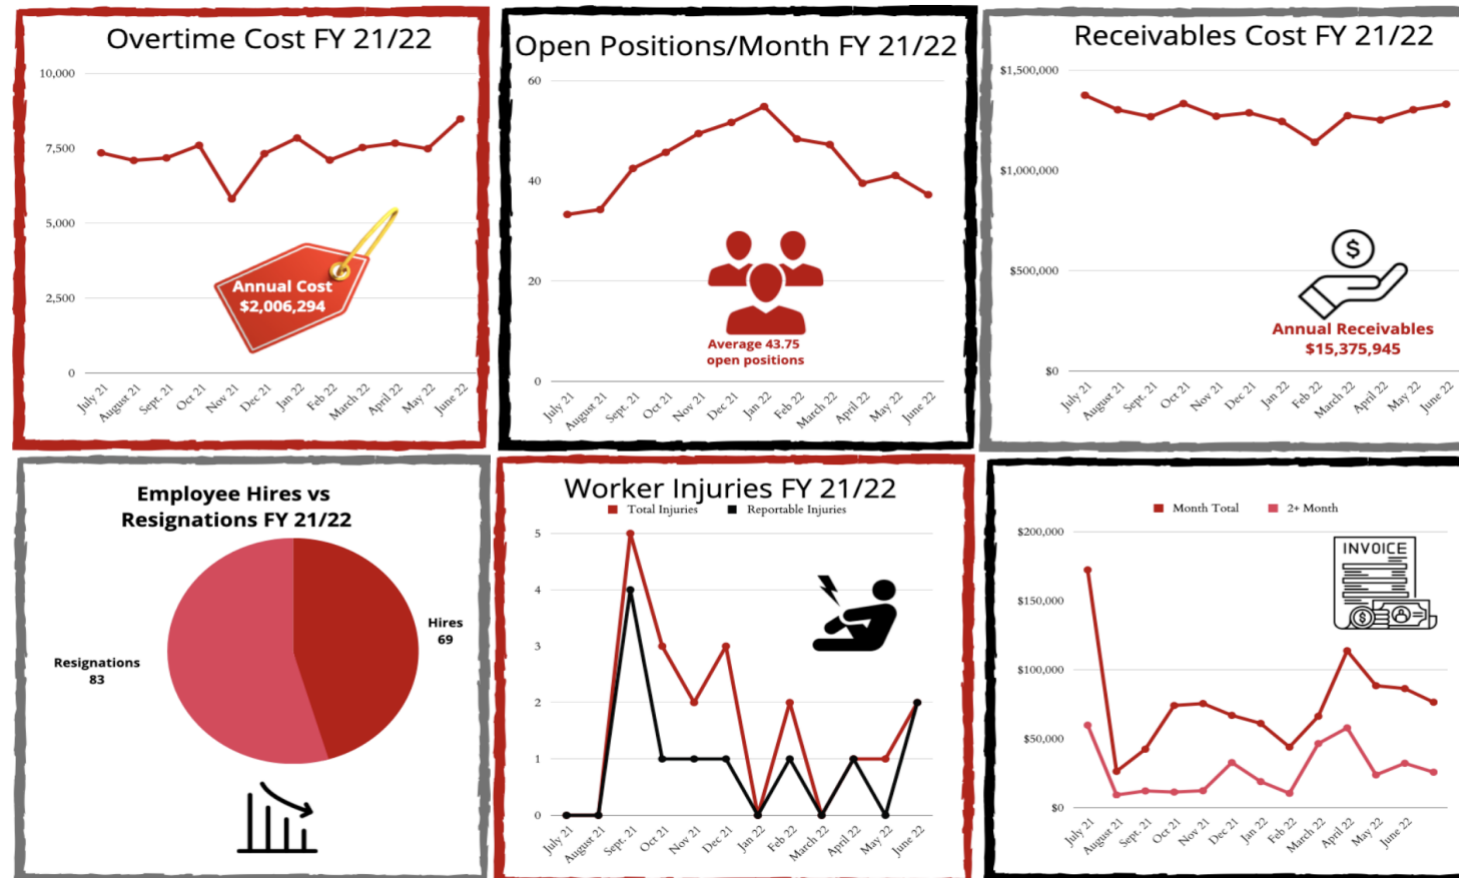 Overtime Cost FY 21/22
10,000
7,500
5,000
2,500
0
Annual Cost
$2,006,294
July 21
August 21
Sept. 21
Oct 21
Nov 21
Dec 21
Jan 22
Feb 22
March 22
April 22
May 22
June 22
Open Positions/Month FY 21/22
60
40
20
0
Average 43.75
open positions
July 21
August 21
Sept. 21
Oct 21
Nov 21
Dec 21
Jan 22
Feb 22
March 22
April 22
May 22
June 22
Receivables Cost FY 21/22
$1,500,000
$1,000,000
$500,000
$0
$
Annual Receivables
$15,375,945
July 21
August 21
Sept. 21
Oct 21
Nov 21
Dec 21
Jan 22
Feb 22
March 22
April 22
May 22
June 22
Employee Hires vs
Resignations FY 21/22
Hires
69
Resignations
83
Worker Injuries FY 21/22
Total Injuries Reportable Injuries
5
4
3
2
1
0
July 21
August 21
Sept. 21
Oct 21
Nov 21
Dec 21
Jan 22
Feb 22
March 22
April 22
May 22
June 22
Month Total 2+ Month
$200,000
$150,000
$100,000
$50,000
$0
INVOICE
$
July 21
August 21
Sept. 21
Oct 21
Nov 21
Dec 21
Jan 22
Feb 22
March 22
April 22
May 22
June 22